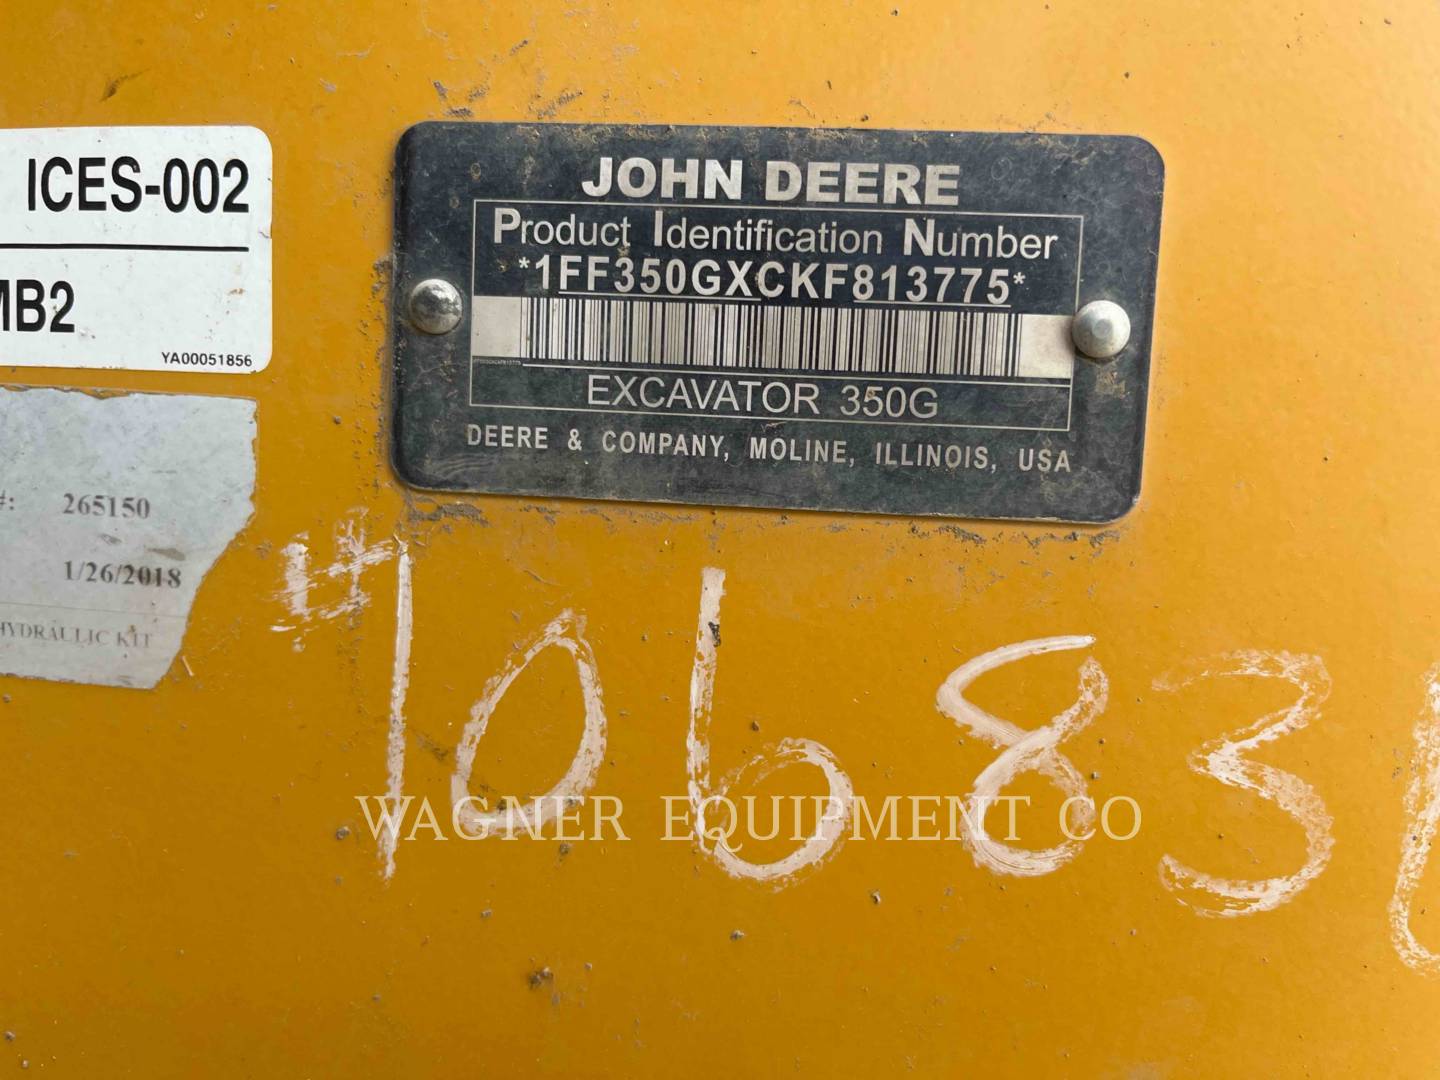 ICES-002
MB2
YA00051856
#: 265150
1/26/2018
HYDRAULIC KIT
JOHN DEERE
Product Identification Number
*1FF350GXCKF813775*
EXCAVATOR 350G
DEERE & COMPANY, MOLINE, ILLINOIS, USA
#10683
WAGNER EQUIPMENT CO